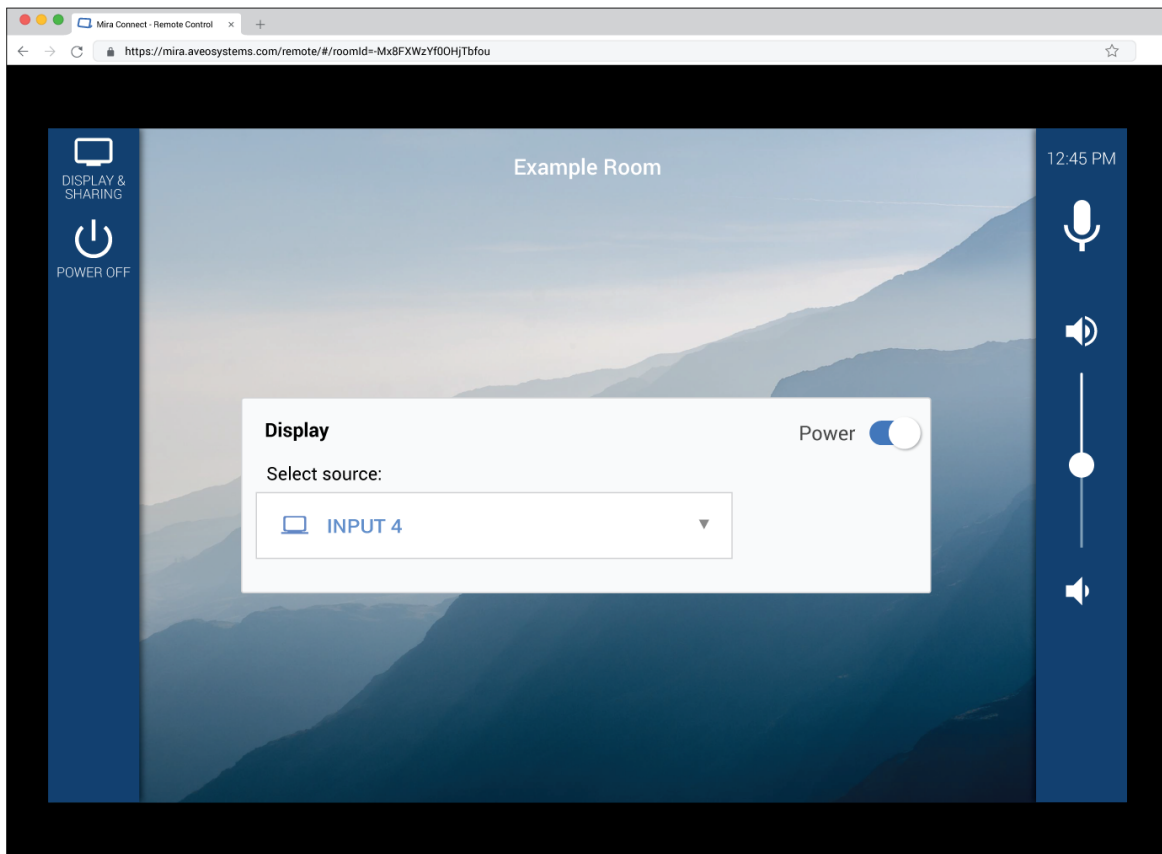 Mira Connect - Remote Control
https://mira.aveosystems.com/remote/#/roomId=-Mx8FXWzYf0OHjTbfou
DISPLAY &
SHARING
POWER OFF
Example Room
12:45 PM
Display
Power
Select source:
INPUT 4